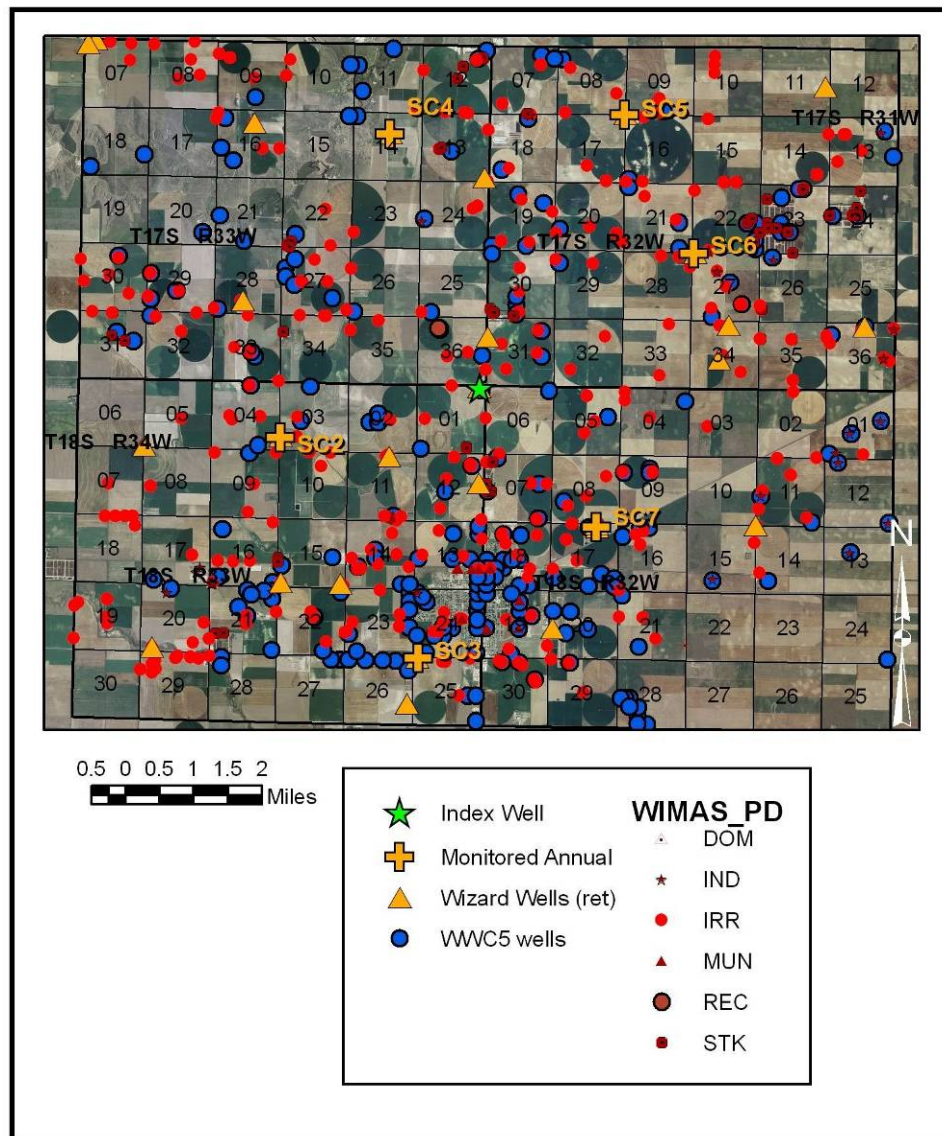 07 08 09 10 11 07 08 09 10 11 12
SC4 SC5
T17S R31W
18 17 16 15 14 13 18 17 16 15 14 13
19 20 21 22 23 24 19 20 21 22 23 24
T17S R33W T17S R32W SC6
30 29 28 27 30 28 27 26 25
31 32 33 34 35 36 31 32 33 34 35 36
06 05 04 03 02 01 06 05 04 03 02 01
T18S R34W SC2
07 08 09 10 11 12 07 08 09 10 11 12
SC7
18 17 16 15 14 13 18 17 16 15 14 13
T18S R33W T18S R32W
N
19 20 21 22 23 24 19 20 21 22 23 24
SC3
30 29 28 27 26 25 30 29 28 27 26 25
0.5 0 0.5 1 1.5 2
Miles
Index Well
Monitored Annual
Wizard Wells (ret)
WWC5 wells
WIMAS_PD
DOM
IND
IRR
MUN
REC
STK